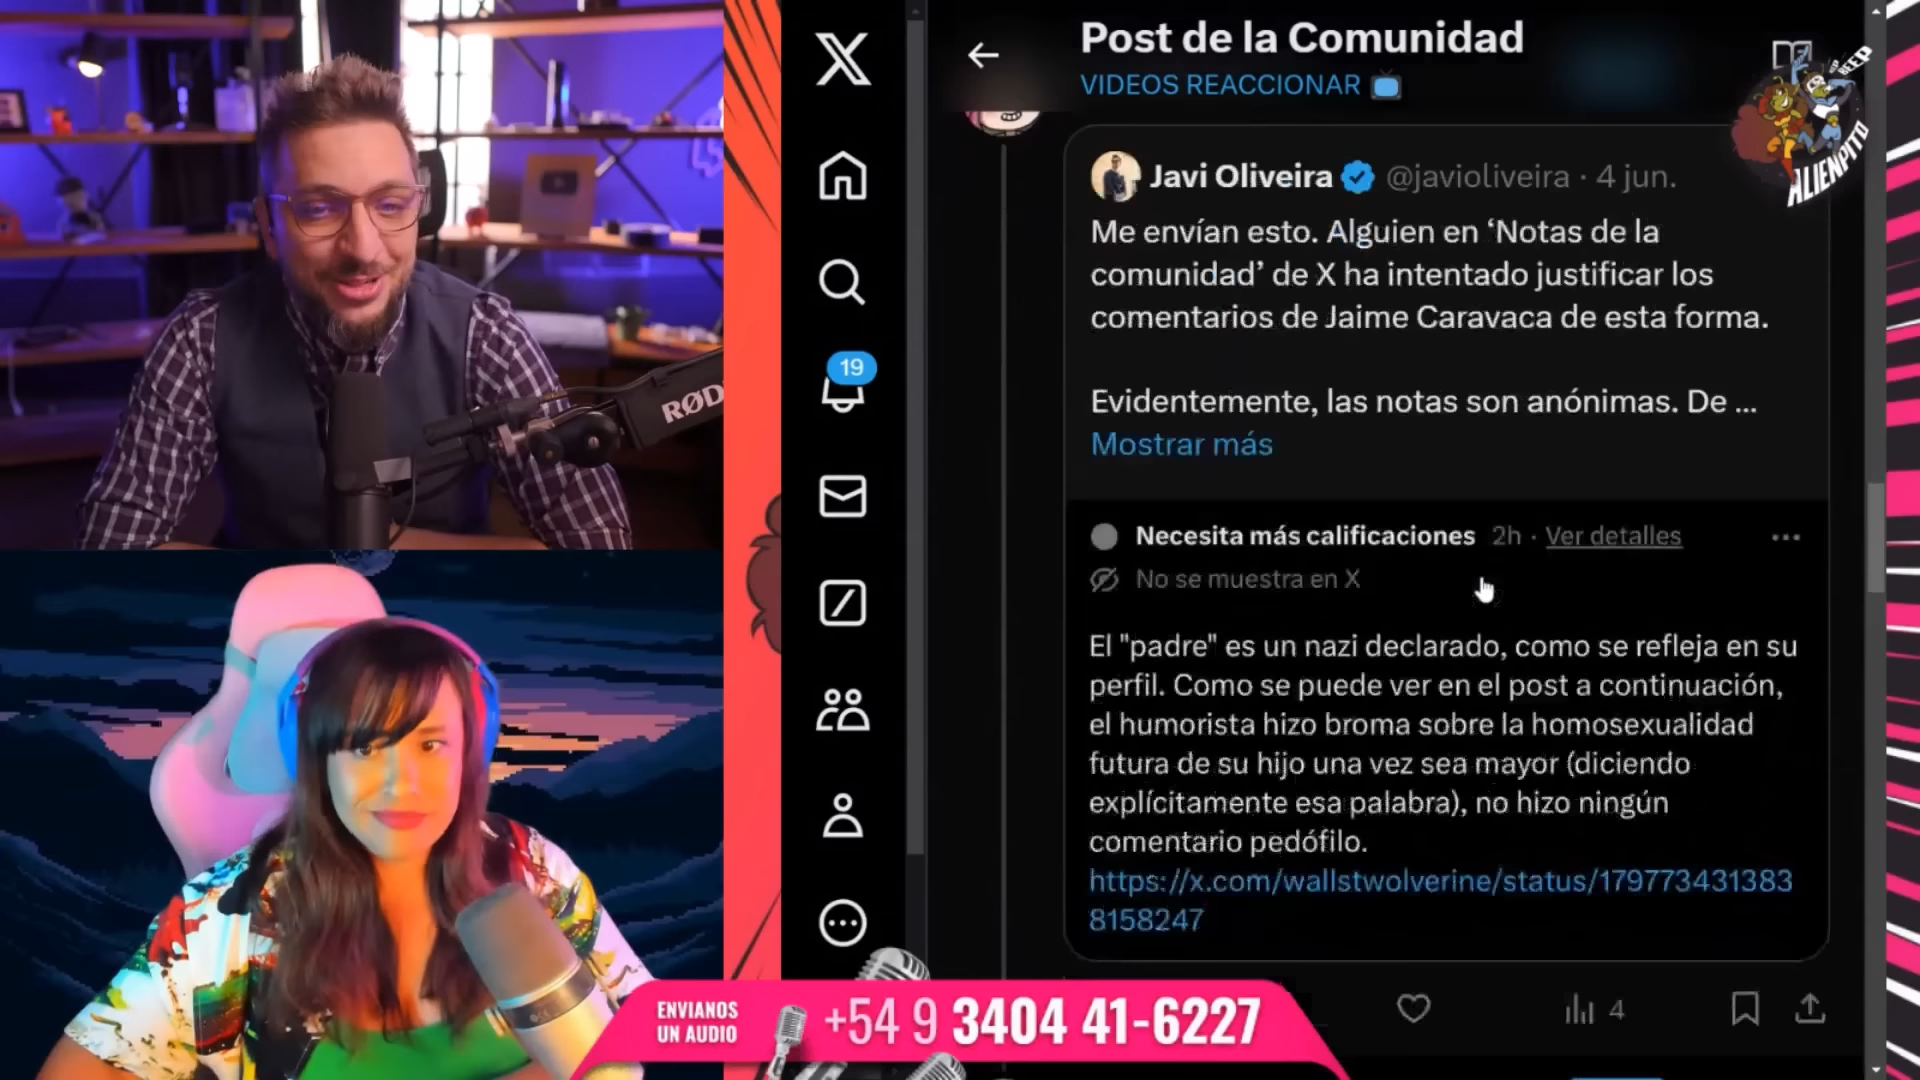 RØD
Post de la Comunidad
VIDEOS REACCIONAR
BEEP
ALIENPITO
Javi Oliveira @javioliveira · 4 jun.
Me envían esto. Alguien en ‘Notas de la
comunidad’ de X ha intentado justificar los
comentarios de Jaime Caravaca de esta forma.
Evidentemente, las notas son anónimas. De ...
Mostrar más
19
Necesita más calificaciones 2h · Ver detalles
No se muestra en X
El "padre" es un nazi declarado, como se refleja en su
perfil. Como se puede ver en el post a continuación,
el humorista hizo broma sobre la homosexualidad
futura de su hijo una vez sea mayor (diciendo
explícitamente esa palabra), no hizo ningún
comentario pedófilo.
https://x.com/wallstwolverine/status/179773431383
8158247
4
ENVIANOS
UN AUDIO
+54 9 3404 41-6227